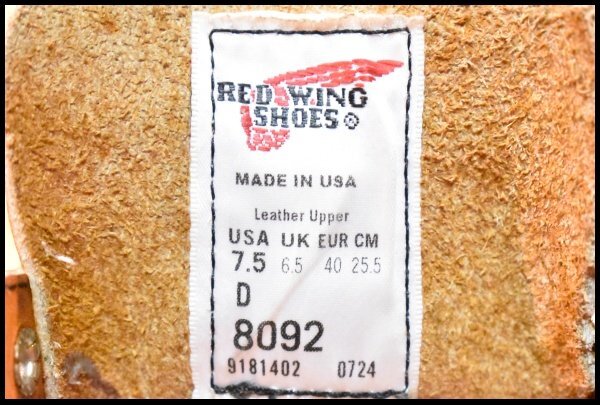 RED WING
SHOES®
MADE IN USA
Leather Upper
USA UK EUR CM
7.5 6.5 40 25.5
D
8092
9181402 0724